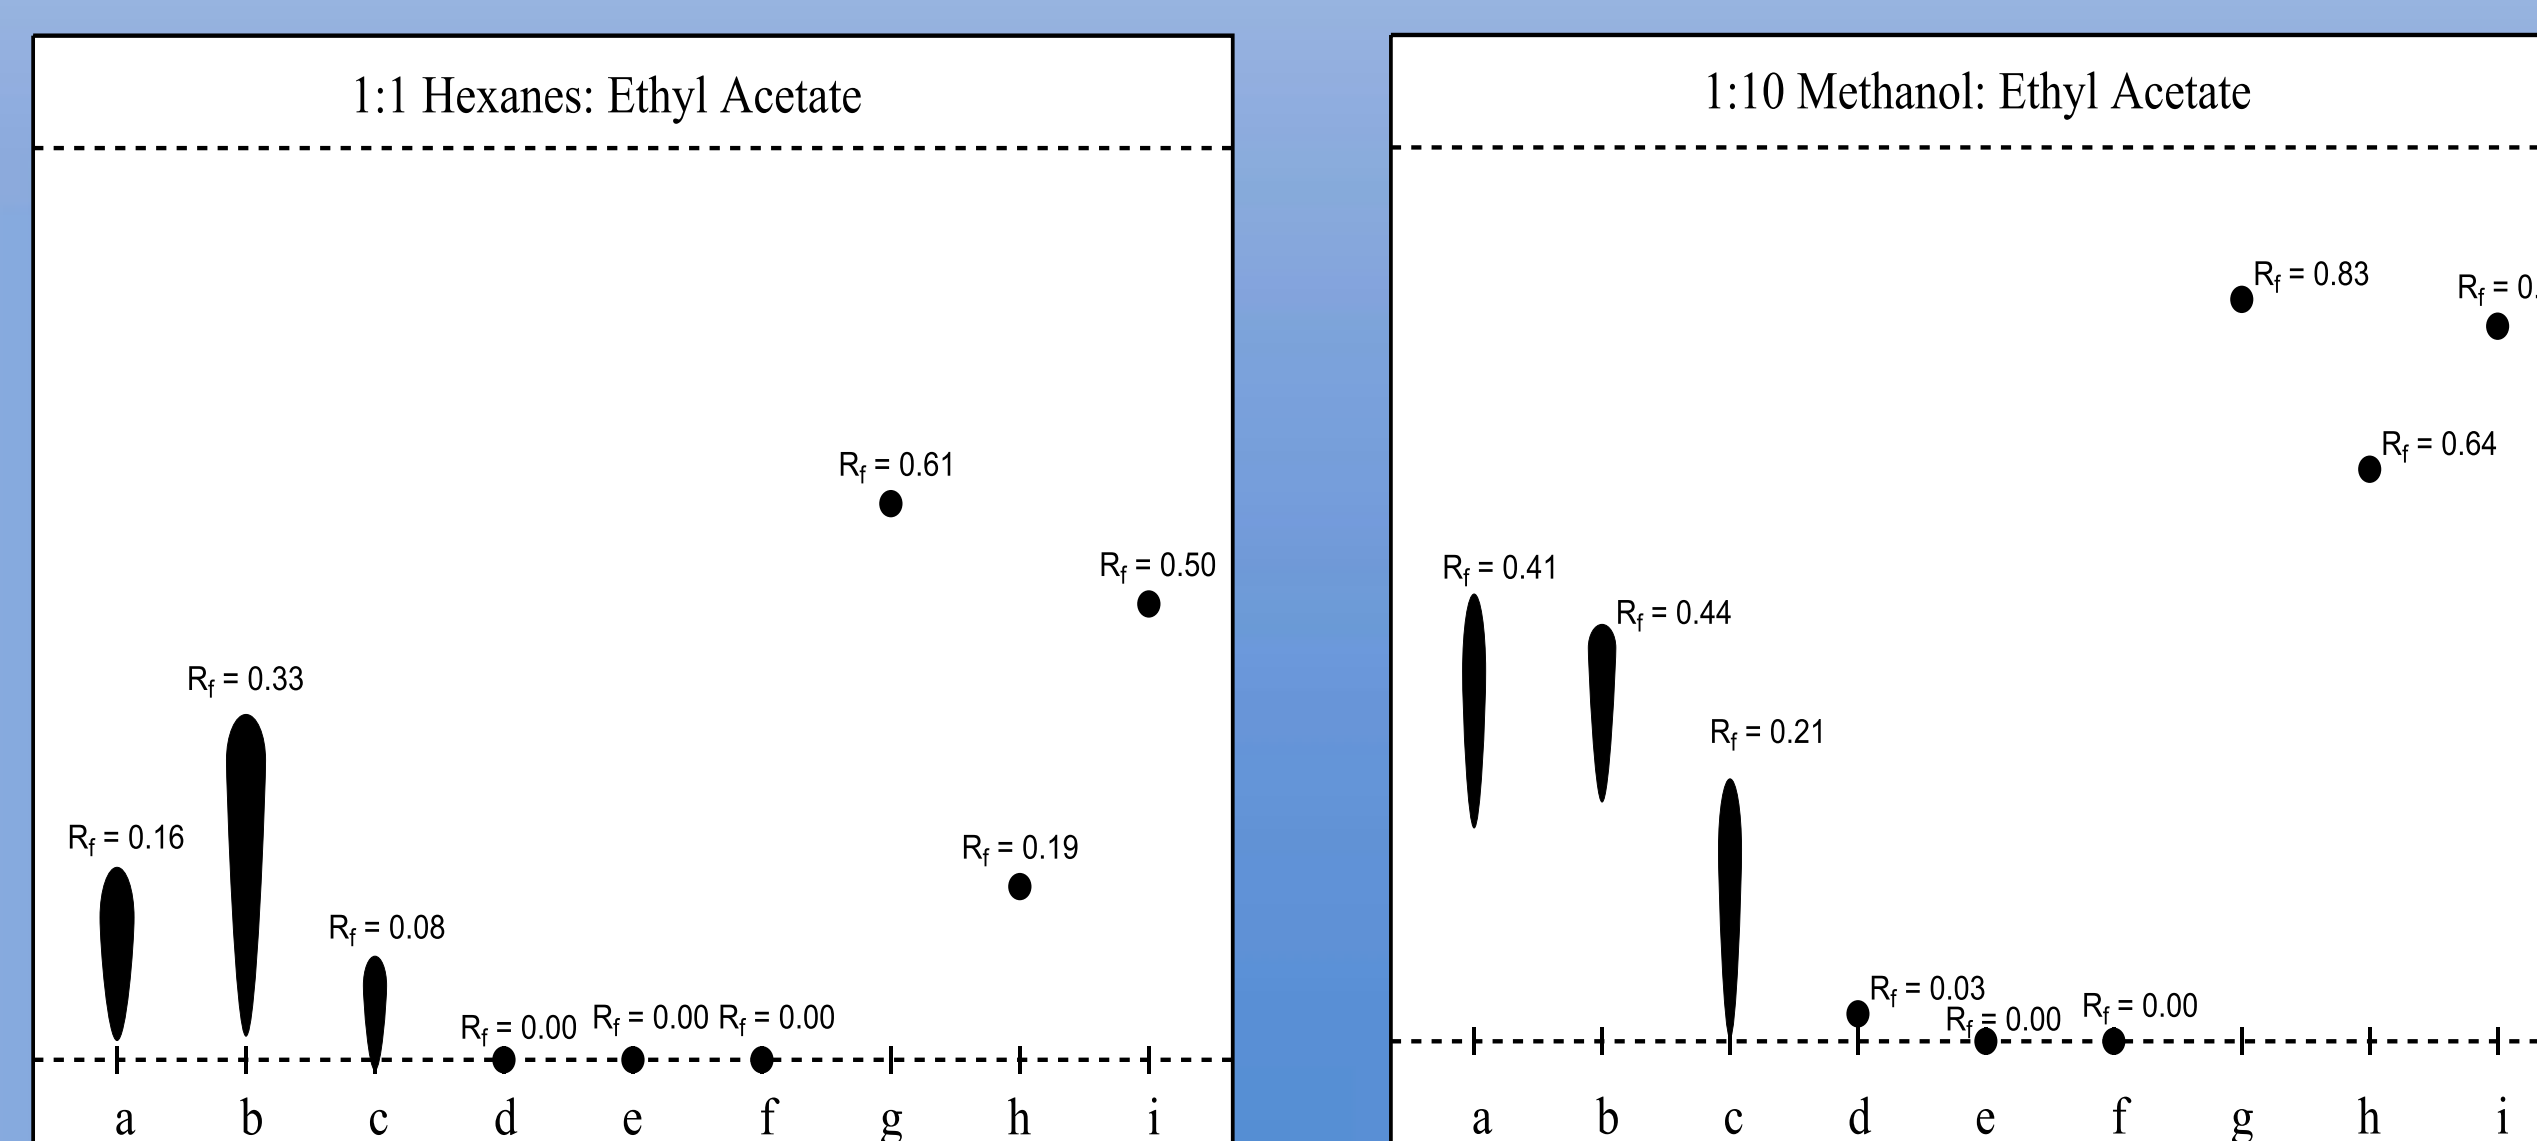 1:1 Hexanes: Ethyl Acetate
Rf = 0.61
Rf = 0.50
Rf = 0.33
Rf = 0.16
Rf = 0.19
Rf = 0.08
Rf = 0.00
Rf = 0.00
Rf = 0.00
a b c d e f g h i
1:10 Methanol: Ethyl Acetate
Rf = 0.83
Rf = 0.
Rf = 0.64
Rf = 0.41
Rf = 0.44
Rf = 0.21
Rf = 0.03
Rf = 0.00
Rf = 0.00
a b c d e f g h i